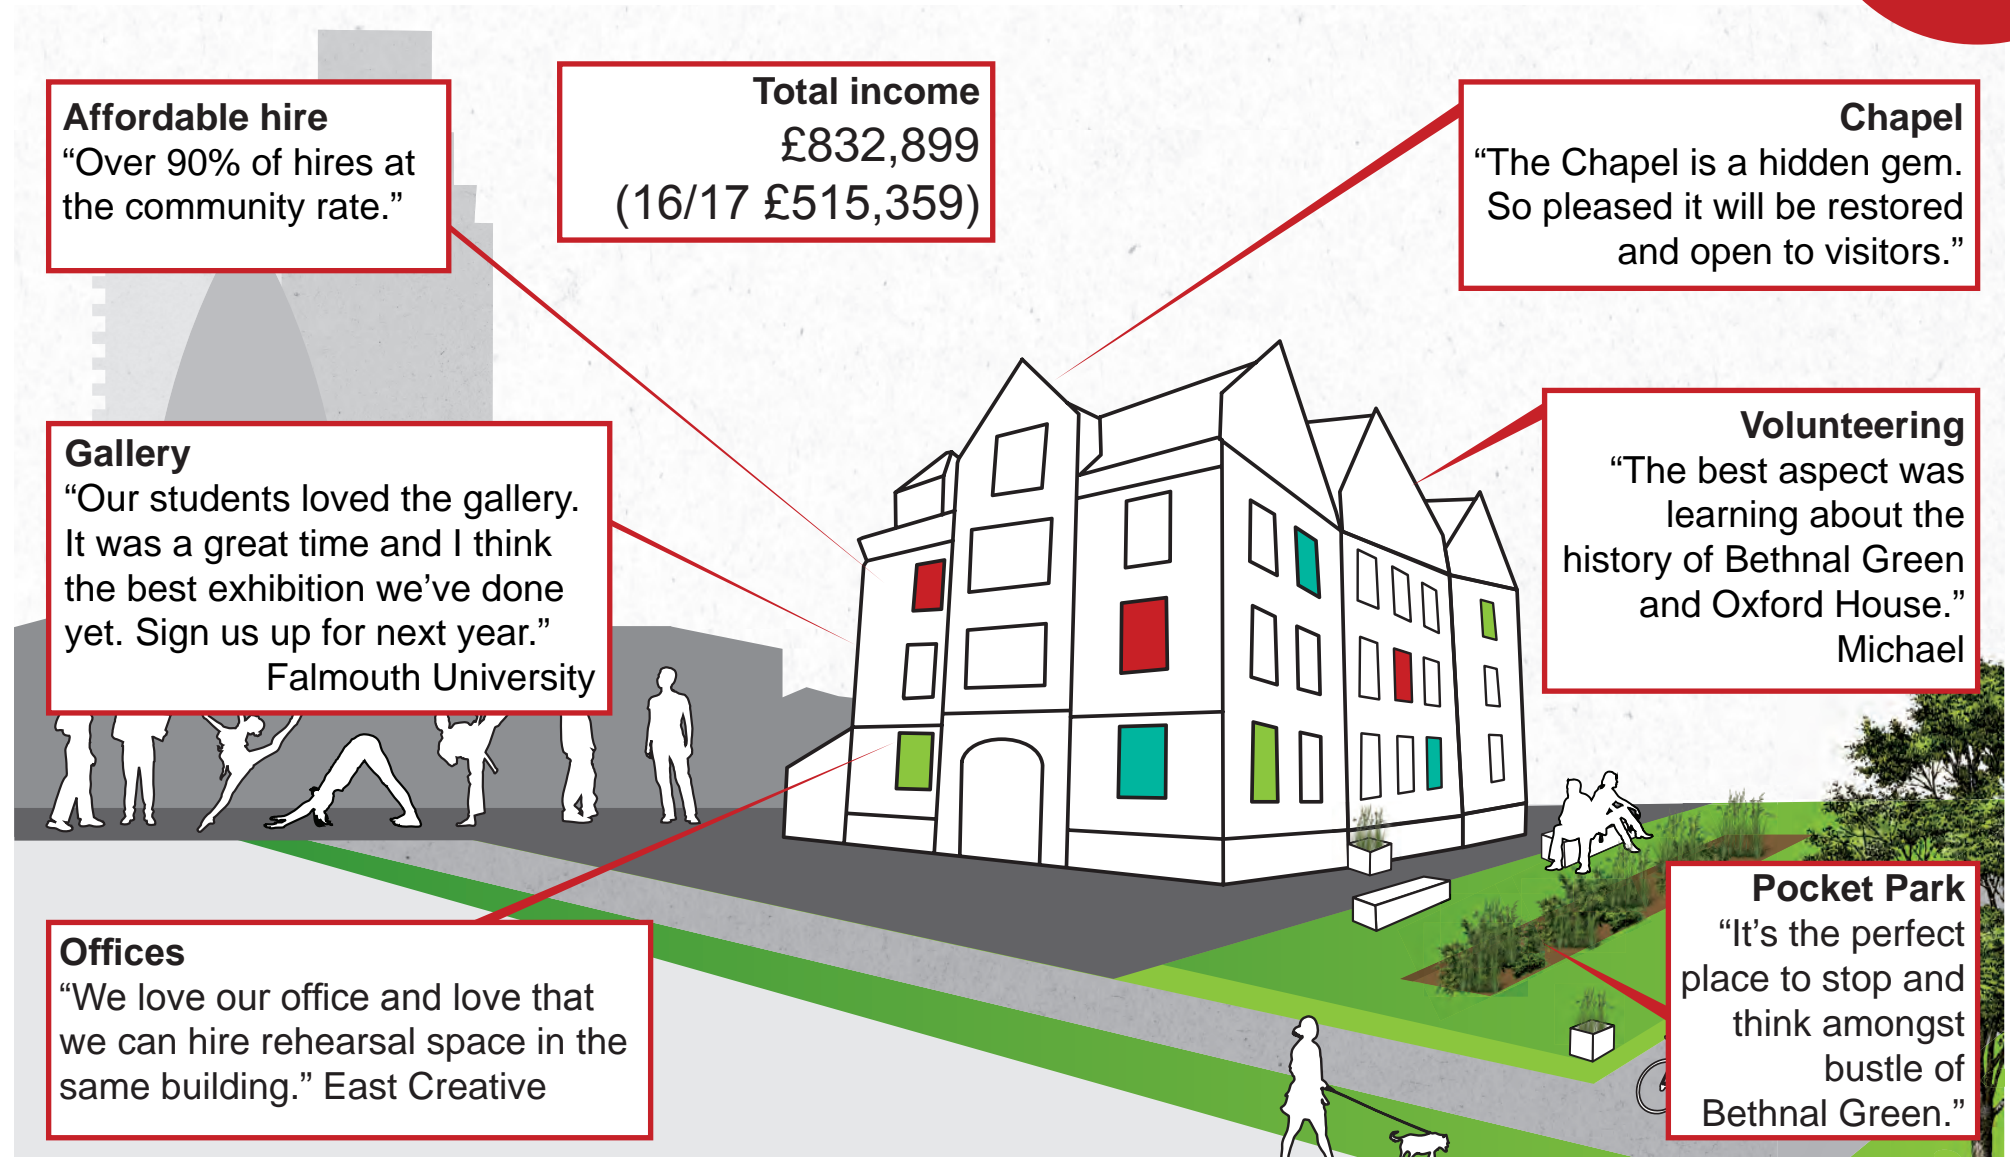 Affordable hire
“Over 90% of hires at
the community rate.”
Total income
£832,899
(16/17 £515,359)
Chapel
“The Chapel is a hidden gem.
So pleased it will be restored
and open to visitors.”
Gallery
“Our students loved the gallery.
It was a great time and I think
the best exhibition we’ve done
yet. Sign us up for next year.”
Falmouth University
Volunteering
“The best aspect was
learning about the
history of Bethnal Green
and Oxford House.”
Michael
Offices
“We love our office and love that
we can hire rehearsal space in the
same building.” East Creative
Pocket Park
“It’s the perfect
place to stop and
think amongst
bustle of
Bethnal Green.”